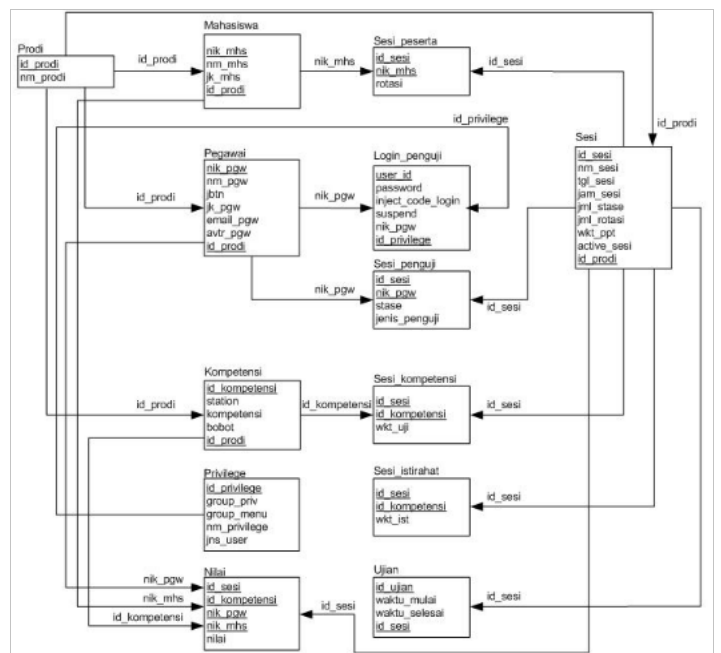 Mahasiswa
Prodi
id_prodi
nm_prodi
id_prodi
nik_mhs
nm_mhs
jk_mhs
id_prodi
nik_mhs
Sesi_peserta
id_sesi
nik_mhs
rotasi
id_sesi
id_privilege
id_prodi
Pegawai
nik_pgw
nm_pgw
jbtn
jk_pgw
email_pgw
avtr_pgw
id_prodi
id_prodi
nik_pgw
Login_penguji
user_id
password
inject_code_login
suspend
nik_pgw
id_privilege
Sesi
id_sesi
nm_sesi
tgl_sesi
jam_sesi
jml_stase
jml_rotasi
wkt_ppt
active_sesi
id_prodi
Sesi_penguji
id_sesi
nik_pgw
stase
jenis_penguji
nik_pgw
id_sesi
Kompetensi
id_kompetensi
station
kompetensi
bobot
id_prodi
id_prodi
id_kompetensi
Sesi_kompetensi
id_sesi
id_kompetensi
wkt_uji
id_sesi
Privilege
id_privilege
group_priv
group_menu
nm_privilege
jns_user
Sesi_istirahat
id_sesi
id_kompetensi
wkt_ist
id_sesi
Nilai
id_sesi
id_kompetensi
nik_pgw
nik_mhs
nilai
nik_pgw
nik_mhs
id_kompetensi
id_sesi
Ujian
id_ujian
waktu_mulai
waktu_selesai
id_sesi
id_sesi